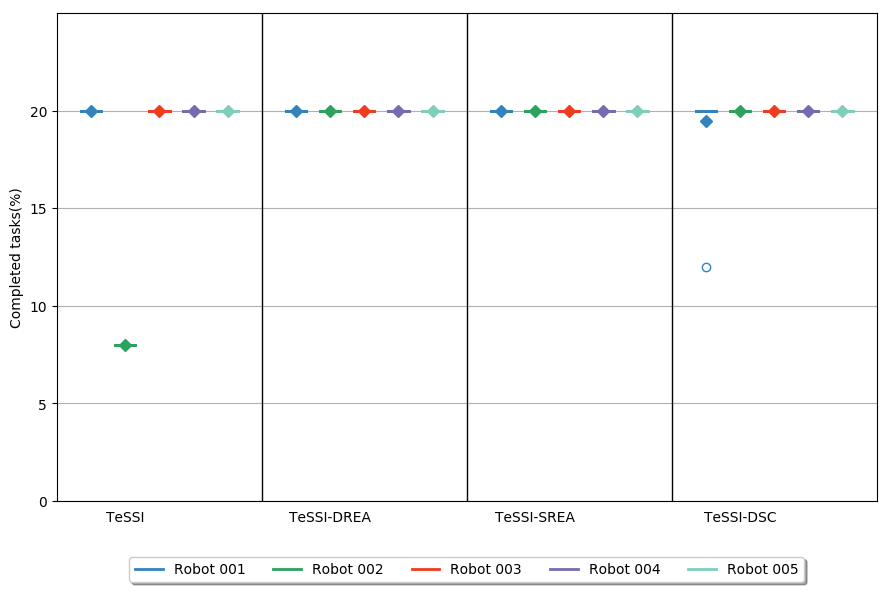 Completed tasks(%)
20
15
10
5
0
TeSSI TeSSI-DREA TeSSI-SREA TeSSI-DSC
Robot 001 Robot 002 Robot 003 Robot 004 Robot 005